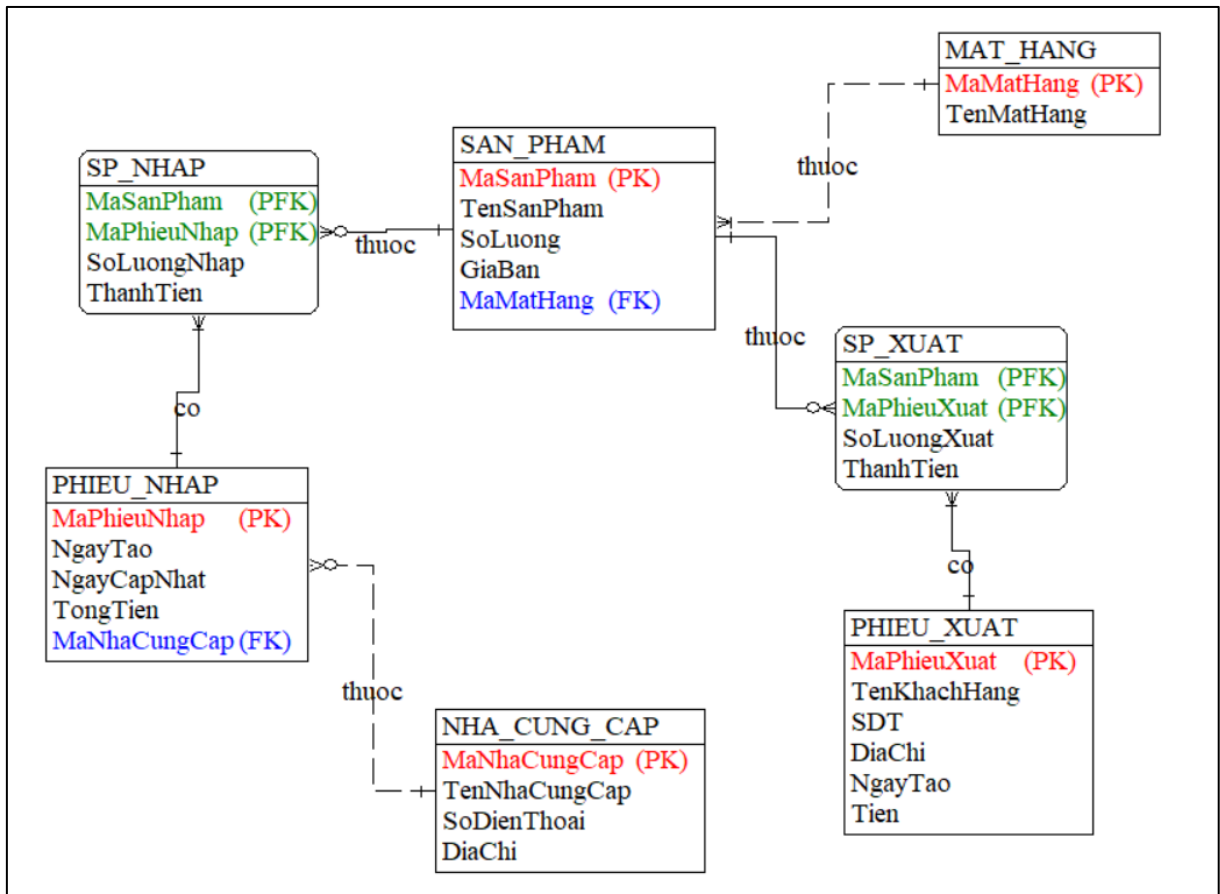 MAT_HANG
MaMatHang (PK)
TenMatHang
thuoc
SAN_PHAM
MaSanPham (PK)
TenSanPham
SoLuong
GiaBan
MaMatHang (FK)
SP_NHAP
MaSanPham (PFK)
MaPhieuNhap (PFK)
SoLuongNhap
ThanhTien
thuoc
thuoc
SP_XUAT
MaSanPham (PFK)
MaPhieuXuat (PFK)
SoLuongXuat
ThanhTien
co
PHIEU_NHAP
MaPhieuNhap (PK)
NgayTao
NgayCapNhat
TongTien
MaNhaCungCap (FK)
co
PHIEU_XUAT
MaPhieuXuat (PK)
TenKhachHang
SDT
DiaChi
NgayTao
Tien
thuoc
NHA_CUNG_CAP
MaNhaCungCap (PK)
TenNhaCungCap
SoDienThoai
DiaChi